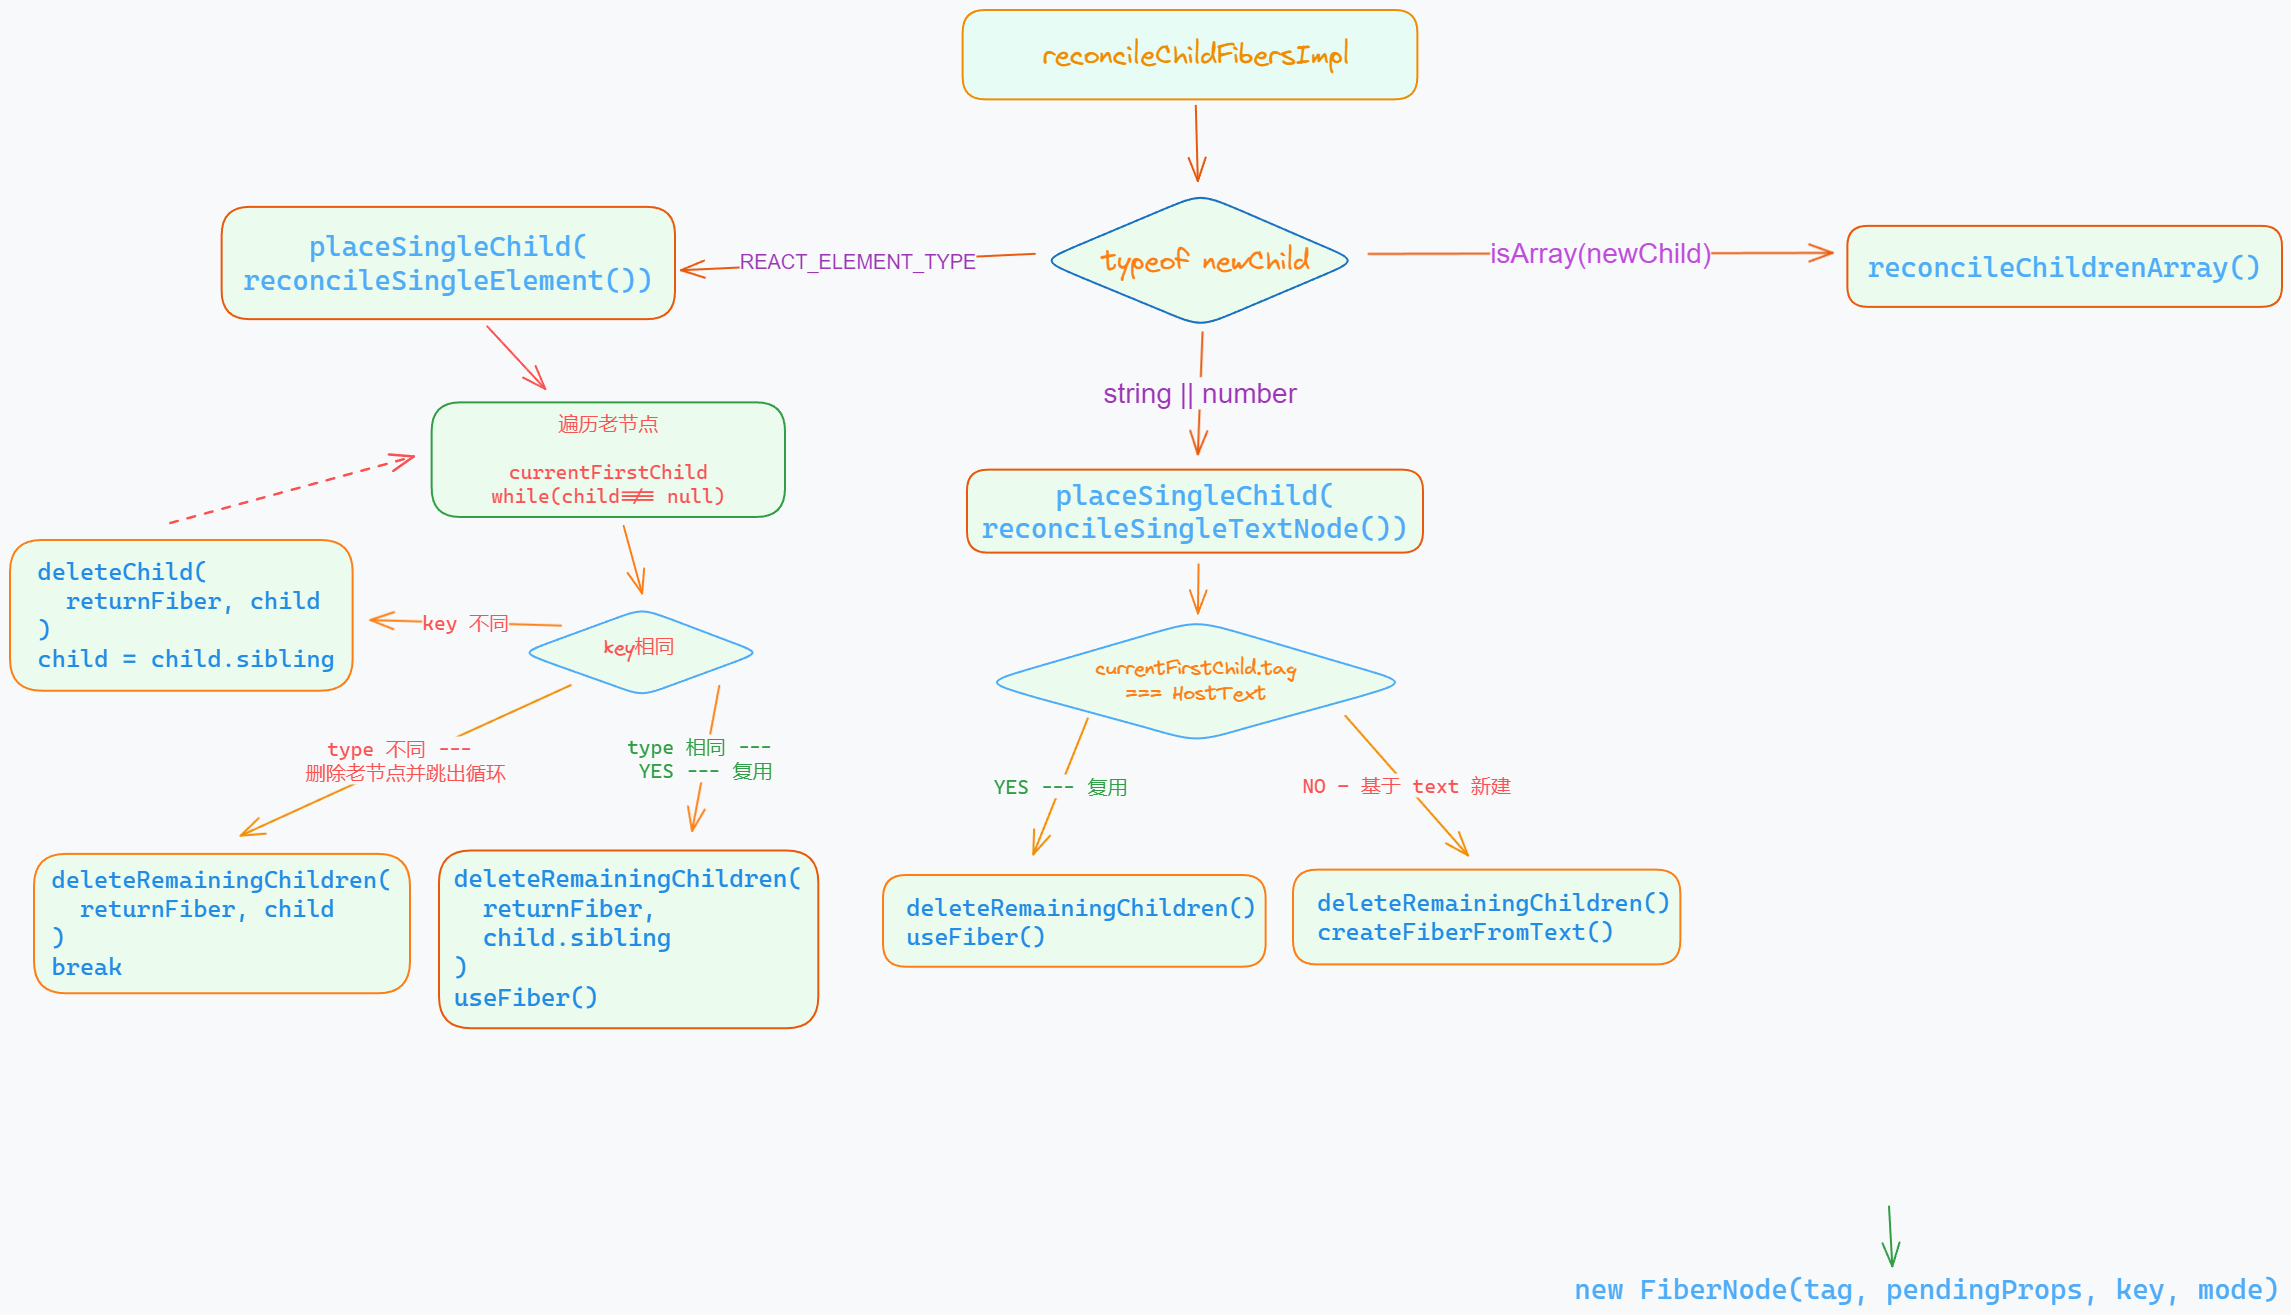 reconcileChildFibersImpl
placeSingleChild(
reconcileSingleElement())
REACT_ELEMENT_TYPE
typeof newChild
isArray(newChild)
reconcileChildrenArray()
string || number
遍历老节点
currentFirstChild
while(child!== null)
placeSingleChild(
reconcileSingleTextNode())
deleteChild(
  returnFiber, child
)
child = child.sibling
key 不同
key相同
currentFirstChild.tag
=== HostText
type 不同 ---
删除老节点并跳出循环
type 相同 ---
YES --- 复用
YES --- 复用
NO - 基于 text 新建
deleteRemainingChildren(
  returnFiber, child
)
break
deleteRemainingChildren(
  returnFiber,
  child.sibling
)
useFiber()
deleteRemainingChildren()
useFiber()
deleteRemainingChildren()
createFiberFromText()
new FiberNode(tag, pendingProps, key, mode)